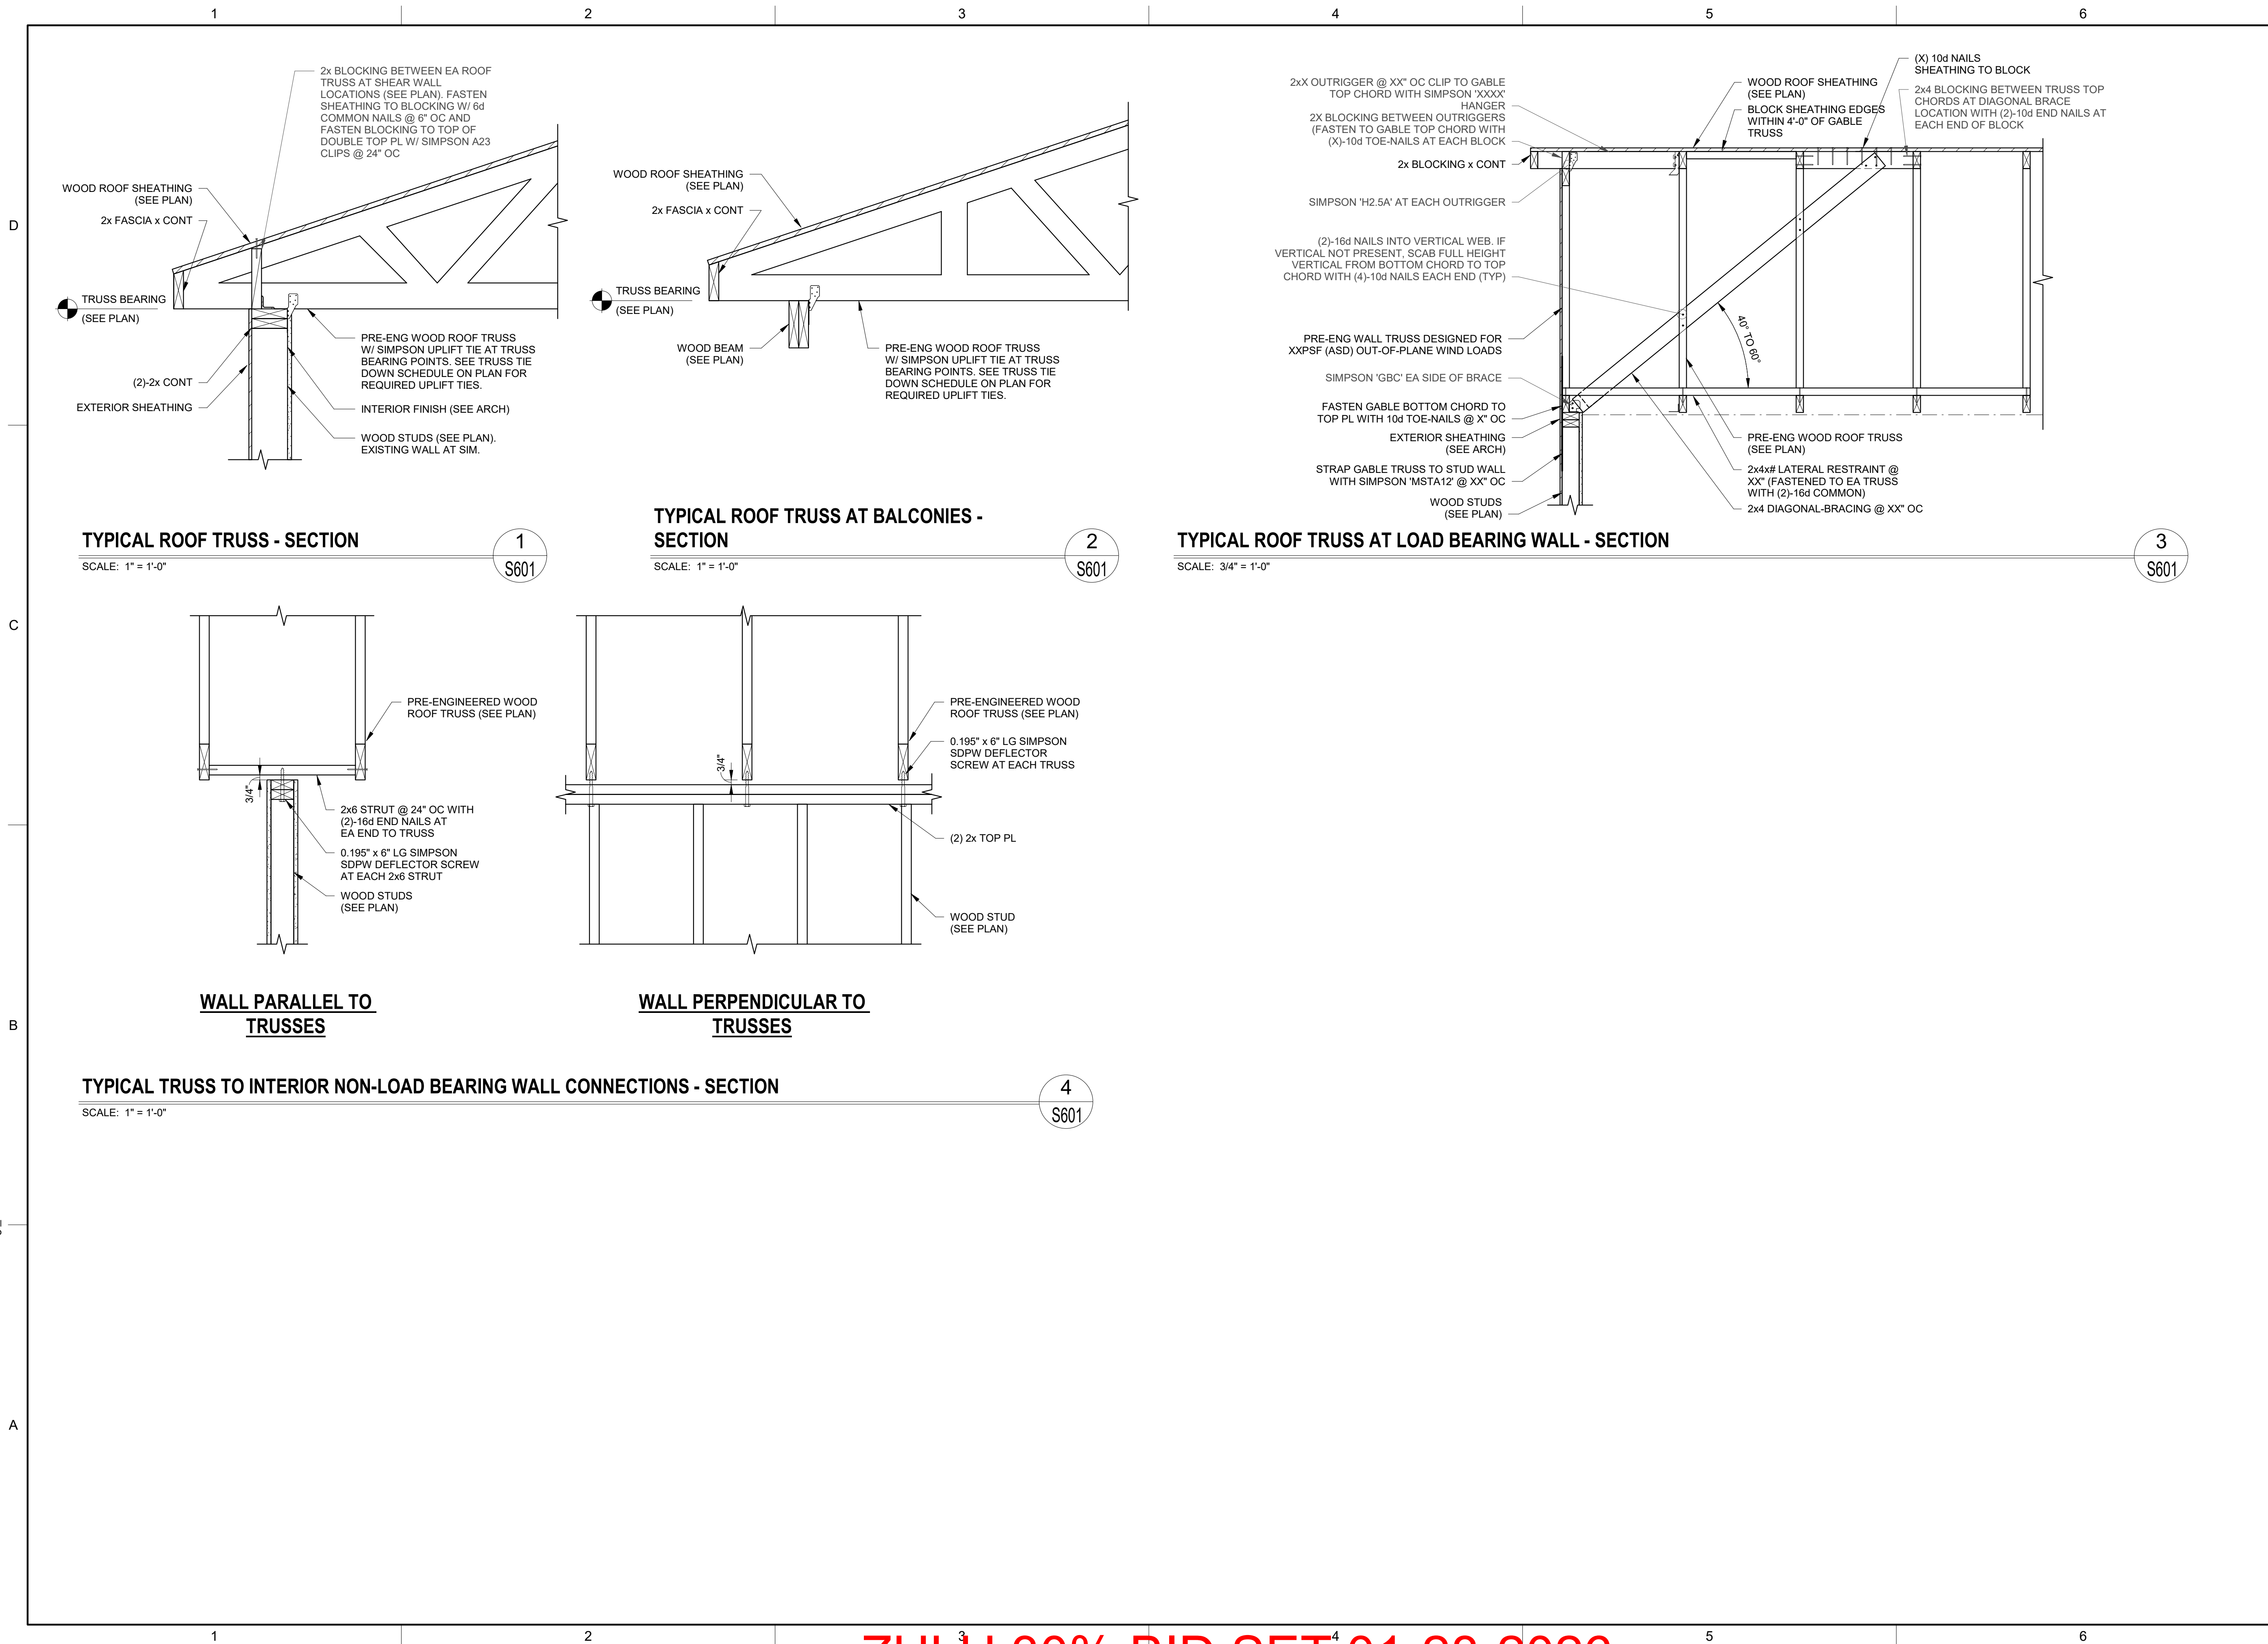 1
2
3
4
5
6
2x BLOCKING BETWEEN EA ROOF
TRUSS AT SHEAR WALL
LOCATIONS (SEE PLAN). FASTEN
SHEATHING TO BLOCKING W/ 6d
COMMON NAILS @ 6" OC AND
FASTEN BLOCKING TO TOP OF
DOUBLE TOP PL W/ SIMPSON A23
CLIPS @ 24" OC
WOOD ROOF SHEATHING
(SEE PLAN)
2x FASCIA x CONT
TRUSS BEARING
(SEE PLAN)
(2)-2x CONT
EXTERIOR SHEATHING
PRE-ENG WOOD ROOF TRUSS
W/ SIMPSON UPLIFT TIE AT TRUSS
BEARING POINTS. SEE TRUSS TIE
DOWN SCHEDULE ON PLAN FOR
REQUIRED UPLIFT TIES.
INTERIOR FINISH (SEE ARCH)
WOOD STUDS (SEE PLAN).
EXISTING WALL AT SIM.
TYPICAL ROOF TRUSS - SECTION
SCALE: 1" = 1'-0"
1
S601
WOOD ROOF SHEATHING
(SEE PLAN)
2x FASCIA x CONT
TRUSS BEARING
(SEE PLAN)
WOOD BEAM
(SEE PLAN)
PRE-ENG WOOD ROOF TRUSS
W/ SIMPSON UPLIFT TIE AT TRUSS
BEARING POINTS. SEE TRUSS TIE
DOWN SCHEDULE ON PLAN FOR
REQUIRED UPLIFT TIES.
TYPICAL ROOF TRUSS AT BALCONIES -
SECTION
SCALE: 1" = 1'-0"
2
S601
2xX OUTRIGGER @ XX" OC CLIP TO GABLE
TOP CHORD WITH SIMPSON 'XXXX'
HANGER
2X BLOCKING BETWEEN OUTRIGGERS
(FASTEN TO GABLE TOP CHORD WITH
(X)-10d TOE-NAILS AT EACH BLOCK
2x BLOCKING x CONT
SIMPSON 'H2.5A' AT EACH OUTRIGGER
(2)-16d NAILS INTO VERTICAL WEB. IF
VERTICAL NOT PRESENT, SCAB FULL HEIGHT
VERTICAL FROM BOTTOM CHORD TO TOP
CHORD WITH (4)-10d NAILS EACH END (TYP)
PRE-ENG WALL TRUSS DESIGNED FOR
XXPSF (ASD) OUT-OF-PLANE WIND LOADS
SIMPSON 'GBC' EA SIDE OF BRACE
FASTEN GABLE BOTTOM CHORD TO
TOP PL WITH 10d TOE-NAILS @ X" OC
EXTERIOR SHEATHING
(SEE ARCH)
STRAP GABLE TRUSS TO STUD WALL
WITH SIMPSON 'MSTA12' @ XX" OC
WOOD STUDS
(SEE PLAN)
WOOD ROOF SHEATHING
(SEE PLAN)
BLOCK SHEATHING EDGES
WITHIN 4'-0" OF GABLE
TRUSS
(X) 10d NAILS
SHEATHING TO BLOCK
2x4 BLOCKING BETWEEN TRUSS TOP
CHORDS AT DIAGONAL BRACE
LOCATION WITH (2)-10d END NAILS AT
EACH END OF BLOCK
40° TO 60°
PRE-ENG WOOD ROOF TRUSS
(SEE PLAN)
2x4x# LATERAL RESTRAINT @
XX" (FASTENED TO EA TRUSS
WITH (2)-16d COMMON)
2x4 DIAGONAL-BRACING @ XX" OC
TYPICAL ROOF TRUSS AT LOAD BEARING WALL - SECTION
SCALE: 3/4" = 1'-0"
3
S601
PRE-ENGINEERED WOOD
ROOF TRUSS (SEE PLAN)
3/4"
2x6 STRUT @ 24" OC WITH
(2)-16d END NAILS AT
EA END TO TRUSS
0.195" x 6" LG SIMPSON
SDPW DEFLECTOR SCREW
AT EACH 2x6 STRUT
WOOD STUDS
(SEE PLAN)
WALL PARALLEL TO
TRUSSES
PRE-ENGINEERED WOOD
ROOF TRUSS (SEE PLAN)
0.195" x 6" LG SIMPSON
SDPW DEFLECTOR
SCREW AT EACH TRUSS
3/4"
(2) 2x TOP PL
WOOD STUD
(SEE PLAN)
WALL PERPENDICULAR TO
TRUSSES
TYPICAL TRUSS TO INTERIOR NON-LOAD BEARING WALL CONNECTIONS - SECTION
SCALE: 1" = 1'-0"
4
S601
D
C
B
A
1
2
3
4
5
6
BID SET